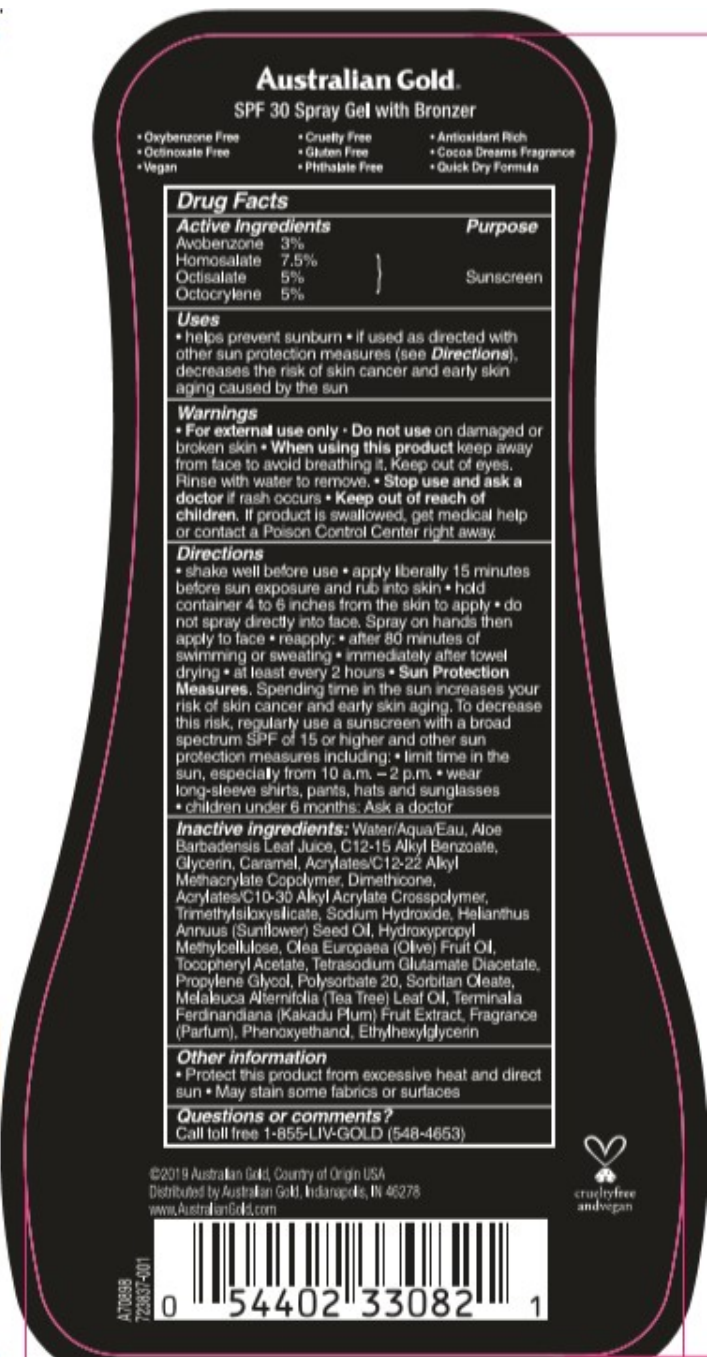 Australian Gold®
SPF 30 Spray Gel with Bronzer
• Oxybenzone Free • Cruelty Free • Antioxidant Rich
• Octinoxate Free • Gluten Free • Cocoa Dreams Fragrance
• Vegan • Phthalate Free • Quick Dry Formula
Drug Facts
Active Ingredients Purpose
Avobenzone 3%
Homosalate 7.5%
Octisalate 5% } Sunscreen
Octocrylene 5%
Uses
• helps prevent sunburn • if used as directed with
other sun protection measures (see Directions),
decreases the risk of skin cancer and early skin
aging caused by the sun
Warnings
• For external use only • Do not use on damaged or
broken skin • When using this product keep away
from face to avoid breathing it. Keep out of eyes.
Rinse with water to remove. • Stop use and ask a
doctor if rash occurs • Keep out of reach of
children. If product is swallowed, get medical help
or contact a Poison Control Center right away.
Directions
• shake well before use • apply liberally 15 minutes
before sun exposure and rub into skin • hold
container 4 to 6 inches from the skin to apply • do
not spray directly into face. Spray on hands then
apply to face • reapply: • after 80 minutes of
swimming or sweating • immediately after towel
drying • at least every 2 hours • Sun Protection
Measures. Spending time in the sun increases your
risk of skin cancer and early skin aging. To decrease
this risk, regularly use a sunscreen with a broad
spectrum SPF of 15 or higher and other sun
protection measures including: • limit time in the
sun, especially from 10 a.m. – 2 p.m. • wear
long-sleeve shirts, pants, hats and sunglasses
• children under 6 months: Ask a doctor
Inactive ingredients: Water/Aqua/Eau, Aloe
Barbadensis Leaf Juice, C12-15 Alkyl Benzoate,
Glycerin, Caramel, Acrylates/C12-22 Alkyl
Methacrylate Copolymer, Dimethicone,
Acrylates/C10-30 Alkyl Acrylate Crosspolymer,
Trimethylsiloxysilicate, Sodium Hydroxide, Helianthus
Annuus (Sunflower) Seed Oil, Hydroxypropyl
Methylcellulose, Olea Europaea (Olive) Fruit Oil,
Tocopheryl Acetate, Tetrasodium Glutamate Diacetate,
Propylene Glycol, Polysorbate 20, Sorbitan Oleate,
Melaleuca Alternifolia (Tea Tree) Leaf Oil, Terminalia
Ferdinandiana (Kakadu Plum) Fruit Extract, Fragrance
(Parfum), Phenoxyethanol, Ethylhexylglycerin
Other information
• Protect this product from excessive heat and direct
sun • May stain some fabrics or surfaces
Questions or comments?
Call toll free 1-855-LIV-GOLD (548-4653)
©2019 Australian Gold, Country of Origin USA
Distributed by Australian Gold, Indianapolis, IN 46278
www.AustralianGold.com
crueltyfree
andvegan
A70898
723837-001
0 54402 33082 1